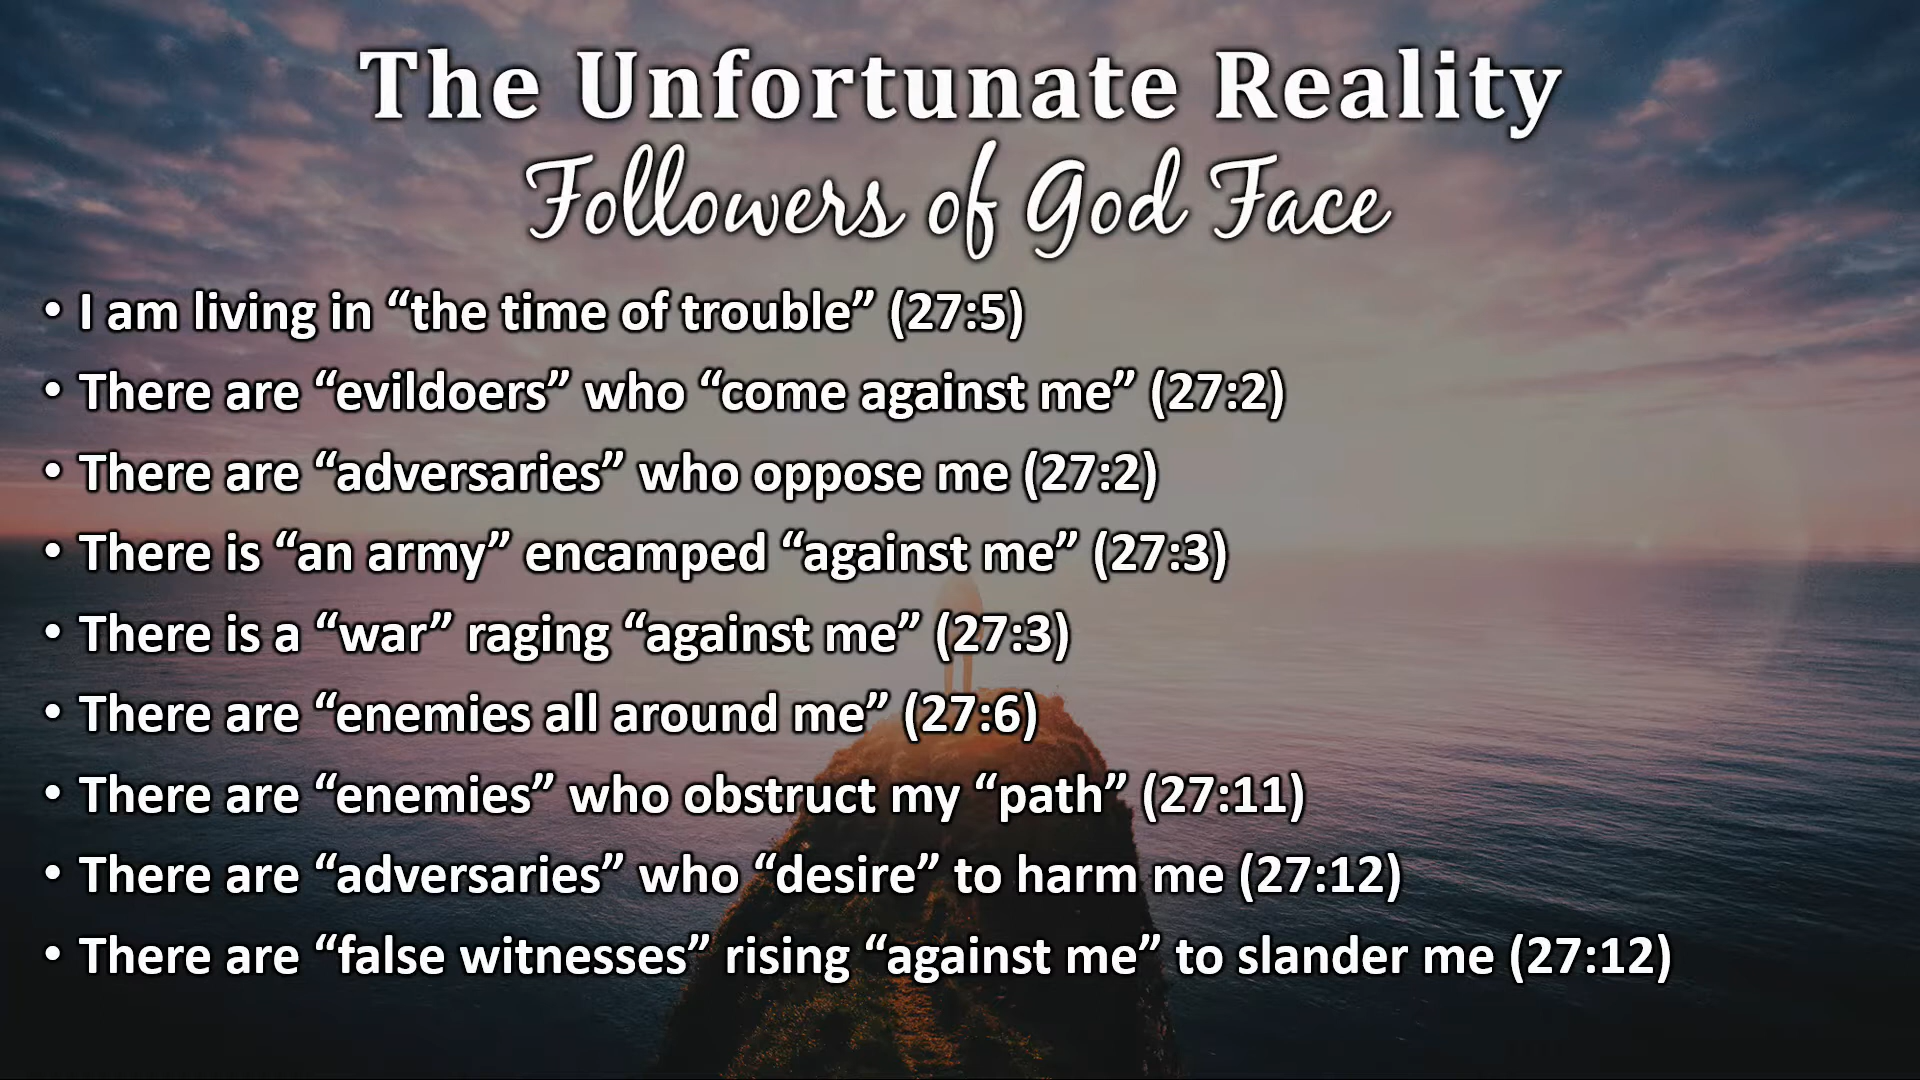 The Unfortunate Reality
Followers of God Face
• I am living in “the time of trouble” (27:5)
• There are “evildoers” who “come against me” (27:2)
• There are “adversaries” who oppose me (27:2)
• There is “an army” encamped “against me” (27:3)
• There is a “war” raging “against me” (27:3)
• There are “enemies all around me” (27:6)
• There are “enemies” who obstruct my “path” (27:11)
• There are “adversaries” who “desire” to harm me (27:12)
• There are “false witnesses” rising “against me” to slander me (27:12)